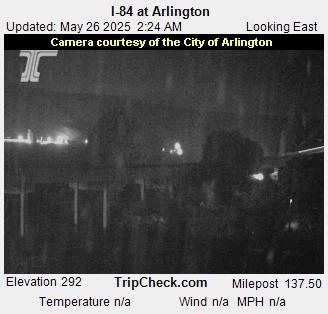 I-84 at Arlington
Updated: May 26 2025 2:24 AM Looking East
Camera courtesy of the City of Arlington
Elevation 292 TripCheck.com Milepost 137.50
Temperature n/a Wind n/a MPH n/a